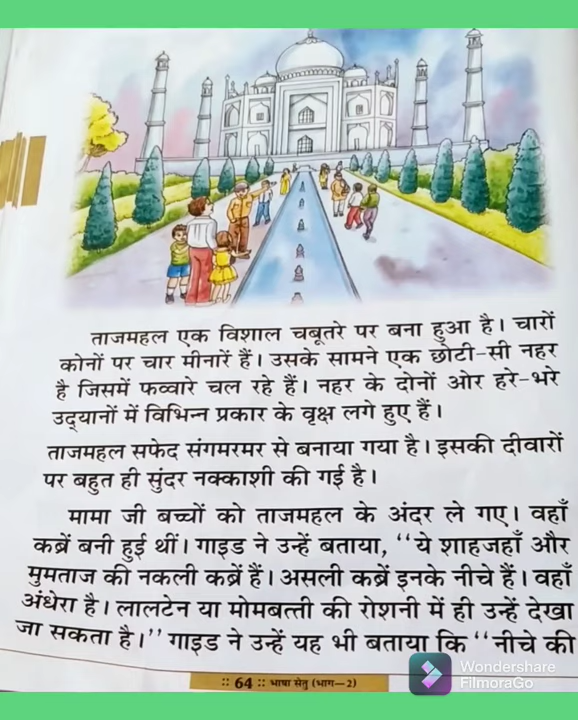 ताजमहल एक विशाल चबूतरे पर बना हुआ है। चारों
कोनों पर चार मीनारें हैं। उसके सामने एक छोटी-सी नहर
है जिसमें फव्वारे चल रहे हैं। नहर के दोनों ओर हरे-भरे
उद्यानों में विभिन्न प्रकार के वृक्ष लगे हुए हैं।
ताजमहल सफेद संगमरमर से बनाया गया है। इसकी दीवारों
पर बहुत ही सुंदर नक्काशी की गई है।
मामा जी बच्चों को ताजमहल के अंदर ले गए। वहाँ
कब्रें बनी हुई थीं। गाइड ने उन्हें बताया, ‘‘ये शाहजहाँ और
मुमताज की नकली कब्रें हैं। असली कब्रें इनके नीचे हैं। वहाँ
अंधेरा है। लालटेन या मोमबत्ती की रोशनी में ही उन्हें देखा
जा सकता है।’’ गाइड ने उन्हें यह भी बताया कि ‘‘नीचे की
:: 64 :: भाषा सेतु (भाग—2)
Wondershare
FilmoraGo